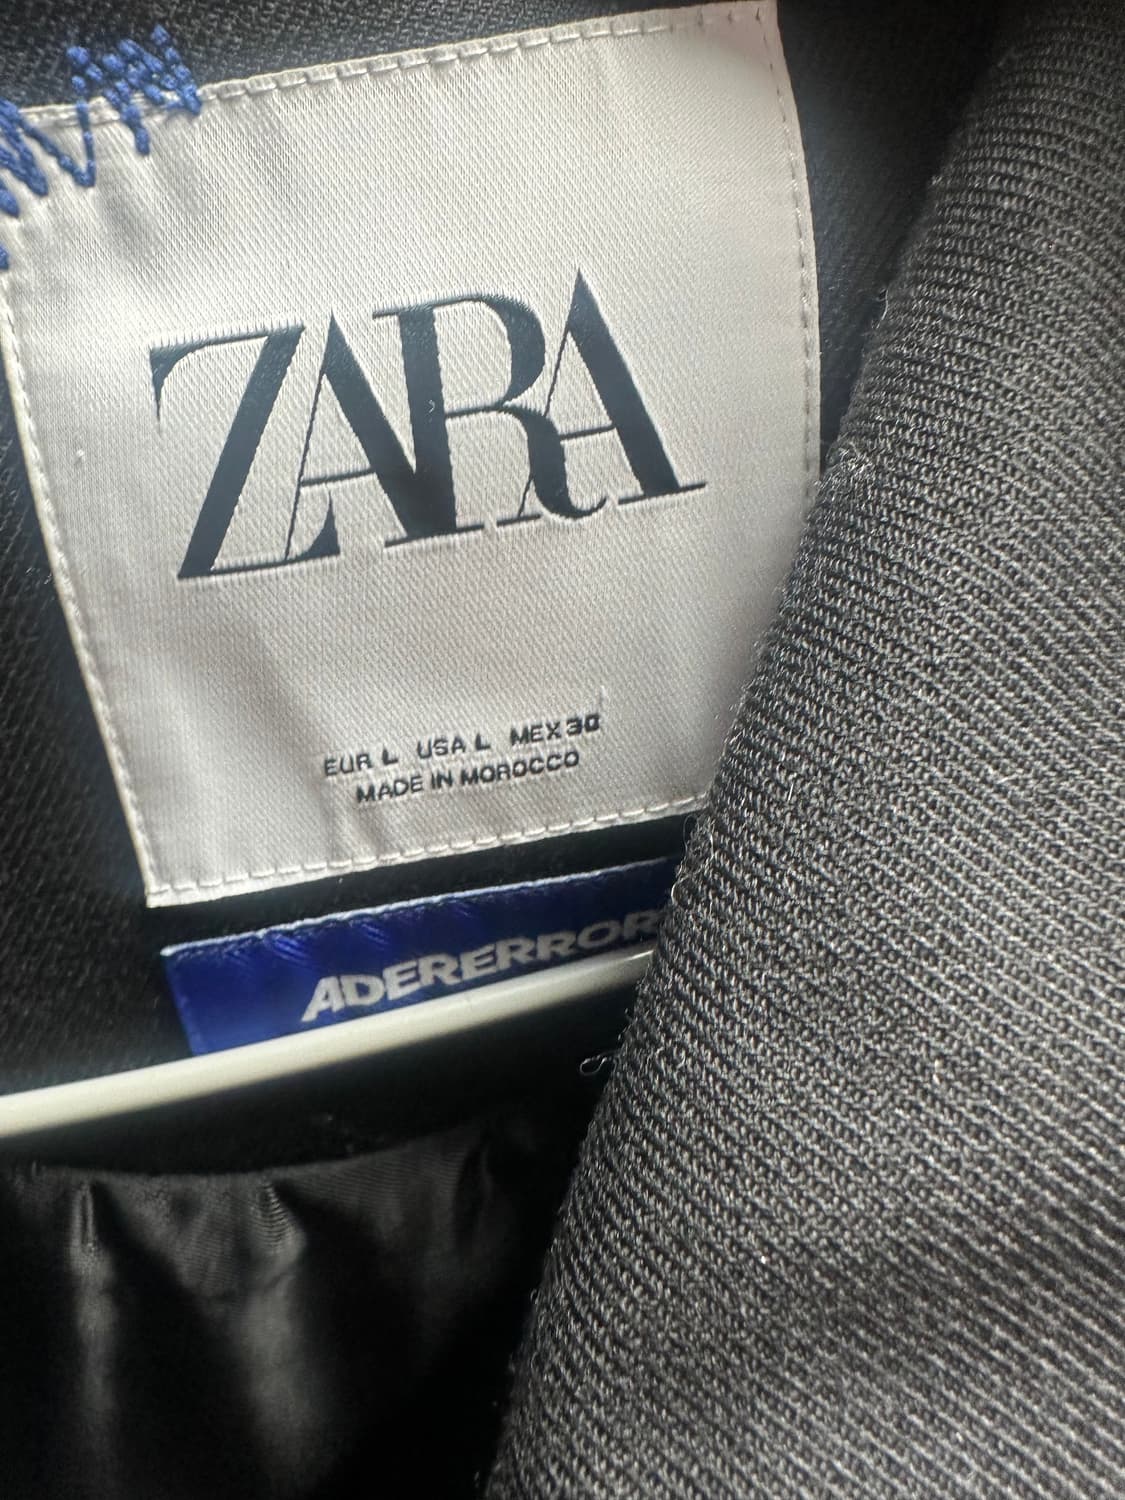 ZARA
EUR L USA L MEX 30
MADE IN MOROCCO
ADERERROR